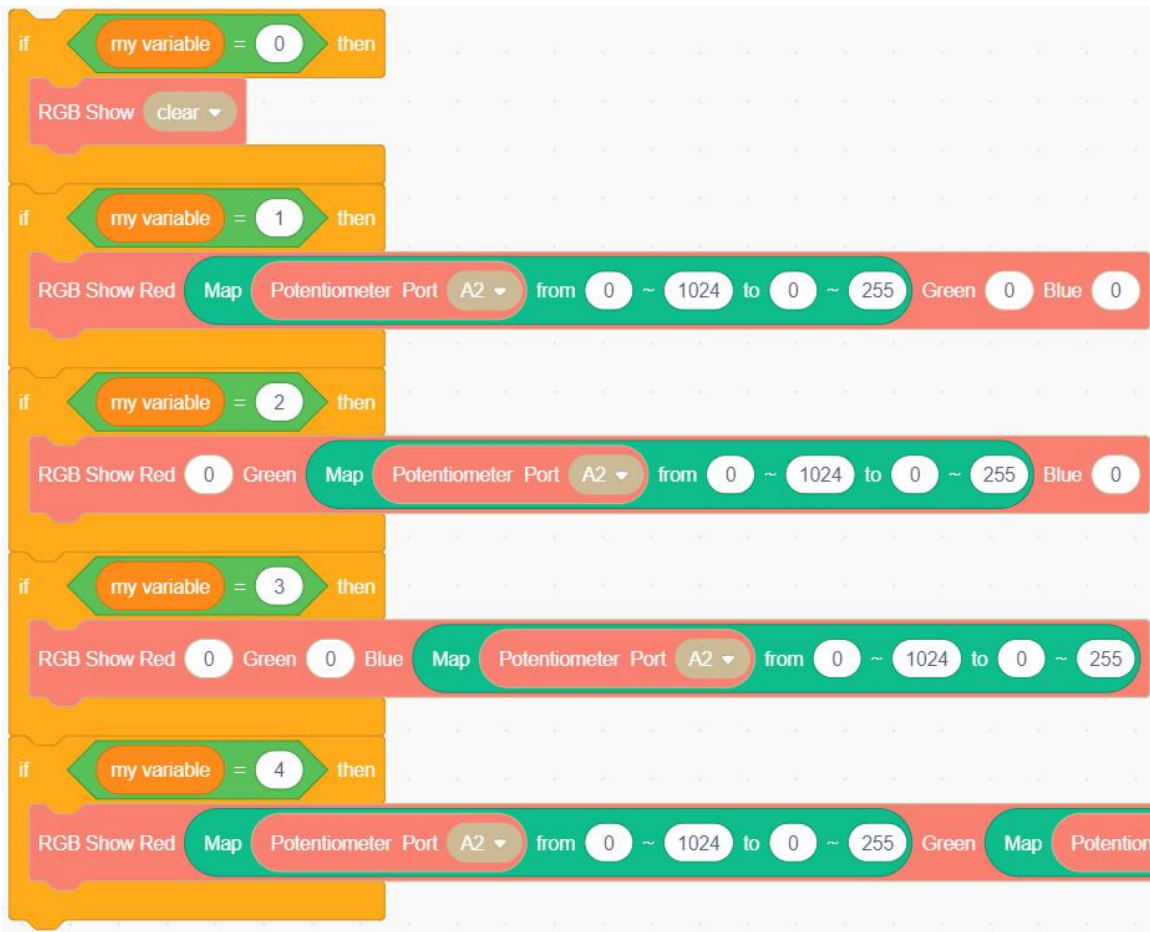 if my variable = 0 then
RGB Show clear
if my variable = 1 then
RGB Show Red Map Potentiometer Port A2 from 0 ~ 1024 to 0 ~ 255 Green 0 Blue 0
if my variable = 2 then
RGB Show Red 0 Green Map Potentiometer Port A2 from 0 ~ 1024 to 0 ~ 255 Blue 0
if my variable = 3 then
RGB Show Red 0 Green 0 Blue Map Potentiometer Port A2 from 0 ~ 1024 to 0 ~ 255
if my variable = 4 then
RGB Show Red Map Potentiometer Port A2 from 0 ~ 1024 to 0 ~ 255 Green Map